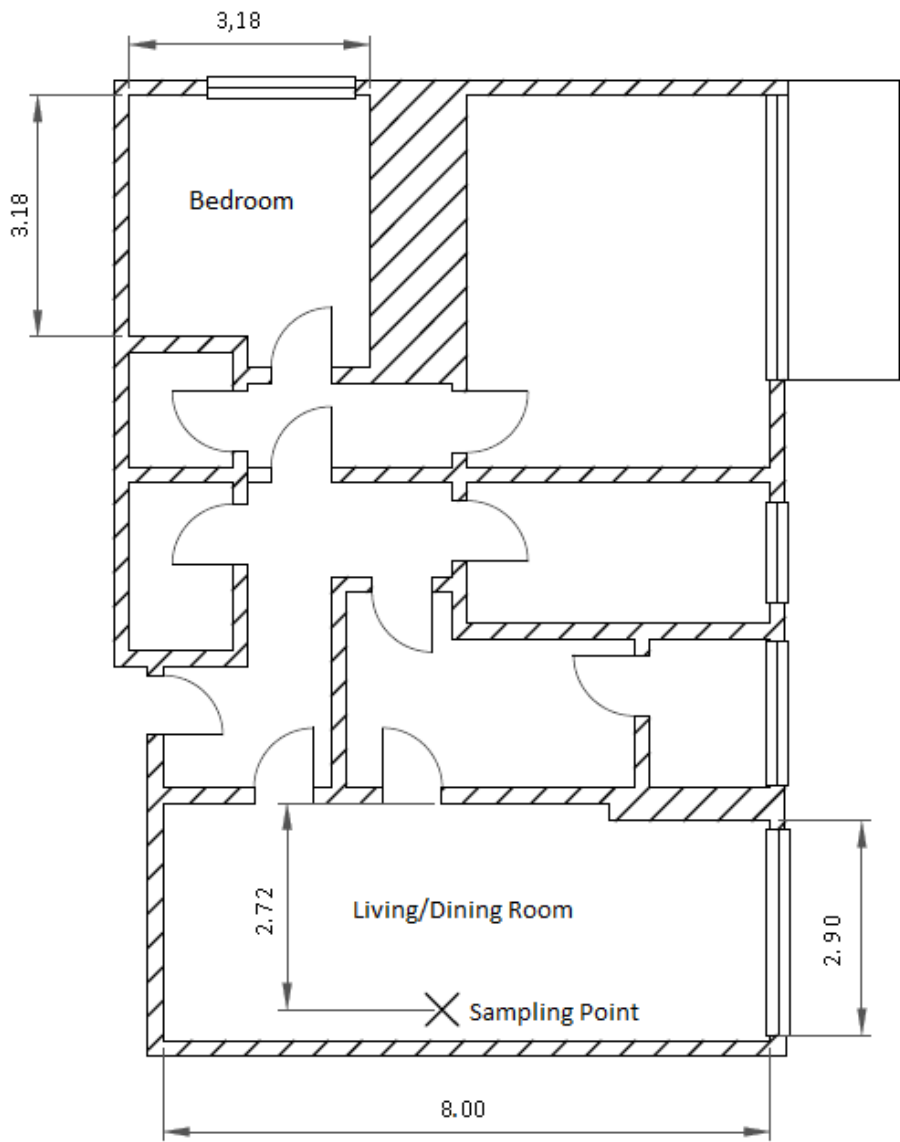 3,18
3.18
Bedroom
2.72
Living/Dining Room
2.90
Sampling Point
8.00